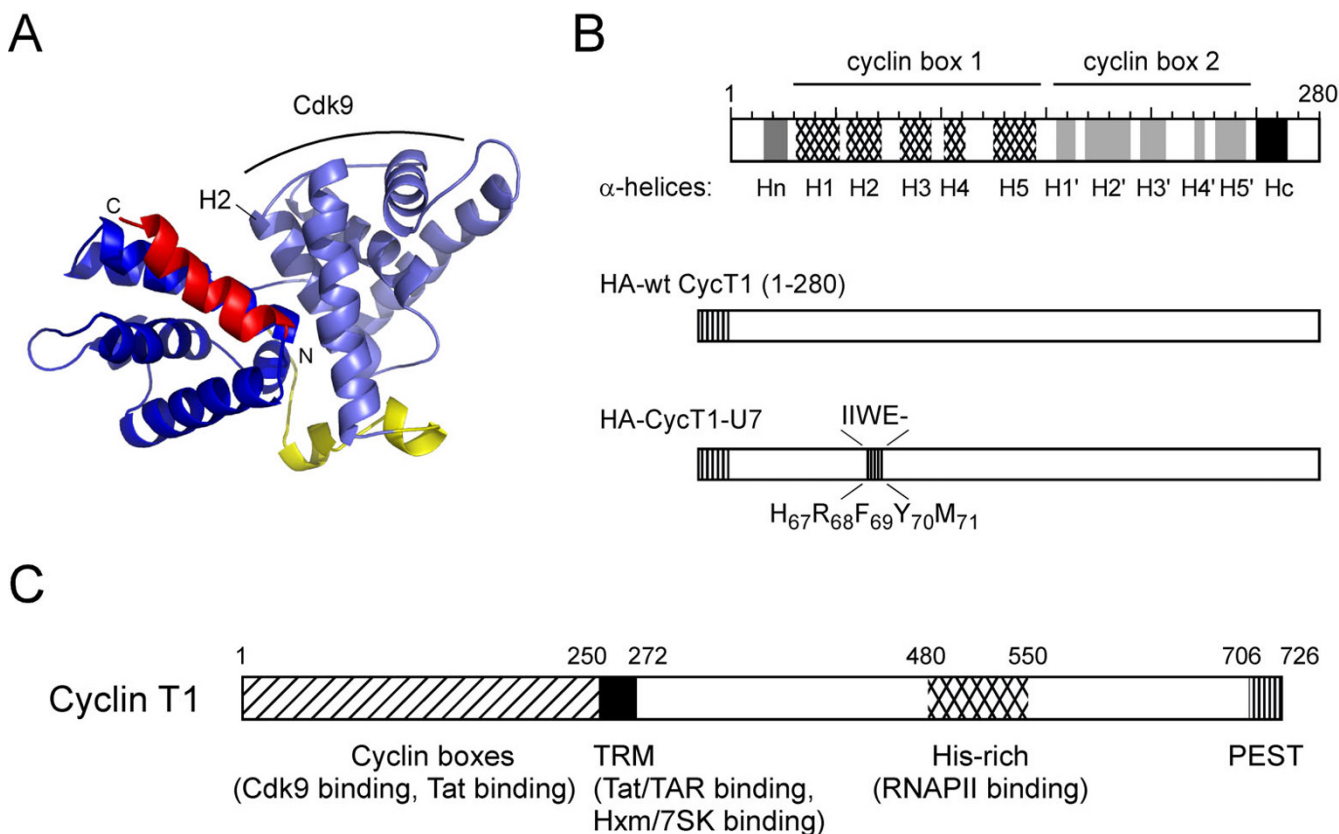 A
Cdk9
H2
C
N
B
cyclin box 1 cyclin box 2
1 280
α-helices: Hn H1 H2 H3 H4 H5 H1' H2' H3' H4' H5' Hc
HA-wt CycT1 (1-280)
HA-CycT1-U7 IIWE-
H67R68F69Y70M71
C
1 250 272 480 550 706 726
Cyclin T1
Cyclin boxes TRM His-rich PEST
(Cdk9 binding, Tat binding) (Tat/TAR binding, (RNAPII binding)
Hxm/7SK binding)